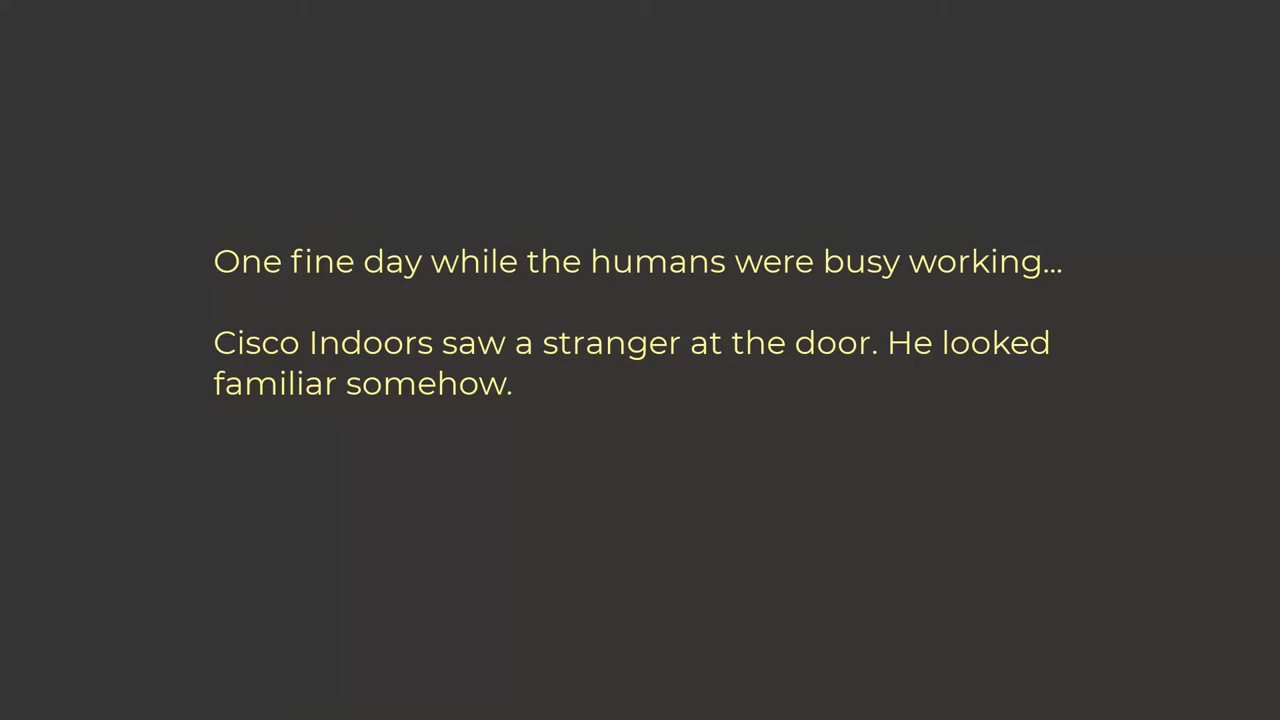 One fine day while the humans were busy working...
Cisco Indoors saw a stranger at the door. He looked
familiar somehow.